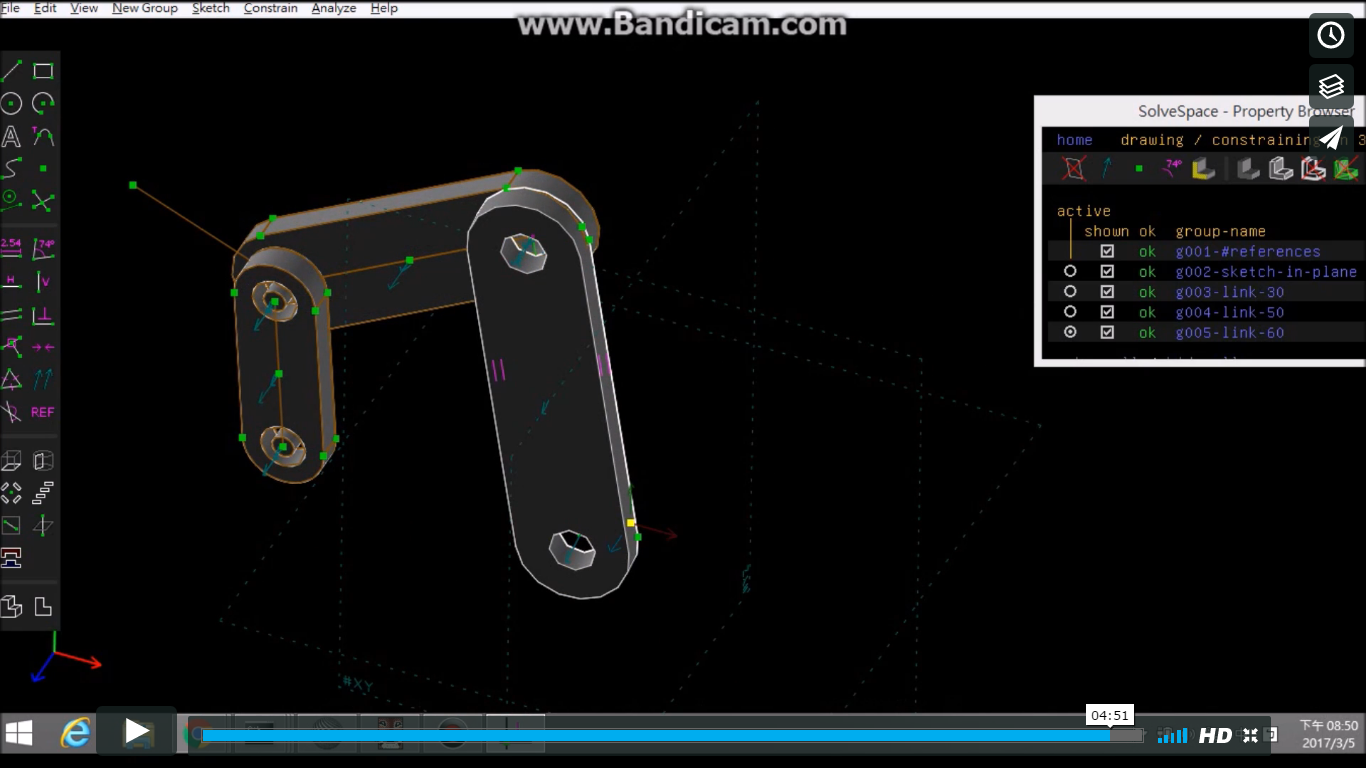 File Edit View New Group Sketch Constrain Analyze Help
www.Bandicam.com
SolveSpace - Property Browser
home drawing / constraining in 3
74°
active
shown ok group-name
ok g001-#references
ok g002-sketch-in-plane
ok g003-link-30
ok g004-link-50
ok g005-link-60
A T
2.54 74°
H V
REF
#XY
04:51
HD
下午 08:50
2017/3/5